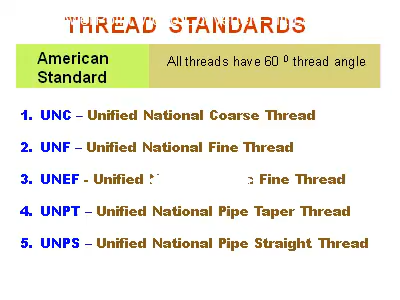 THREAD STANDARDS
American
Standard
All threads have 60 ⁰ thread angle
1. UNC – Unified National Coarse Thread
2. UNF – Unified National Fine Thread
3. UNEF - Unified Fine Thread
4. UNPT – Unified National Pipe Taper Thread
5. UNPS – Unified National Pipe Straight Thread